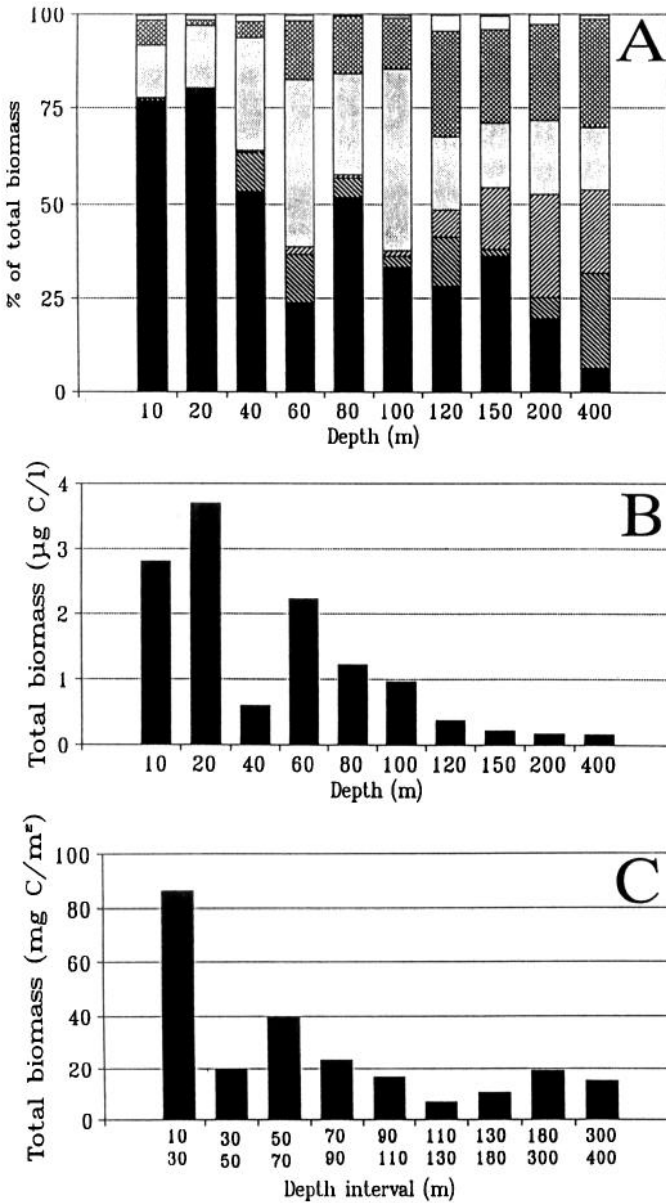 A
% of total biomass
100
75
50
25
0
10 20 40 60 80 100 120 150 200 400
Depth (m)
B
Total biomass (µg C/l)
4
3
2
1
0
10 20 40 60 80 100 120 150 200 400
Depth (m)
C
Total biomass (mg C/m²)
100
80
60
40
20
0
10 30 50 70 90 110 130 180 300
30 50 70 90 110 130 180 300 400
Depth interval (m)